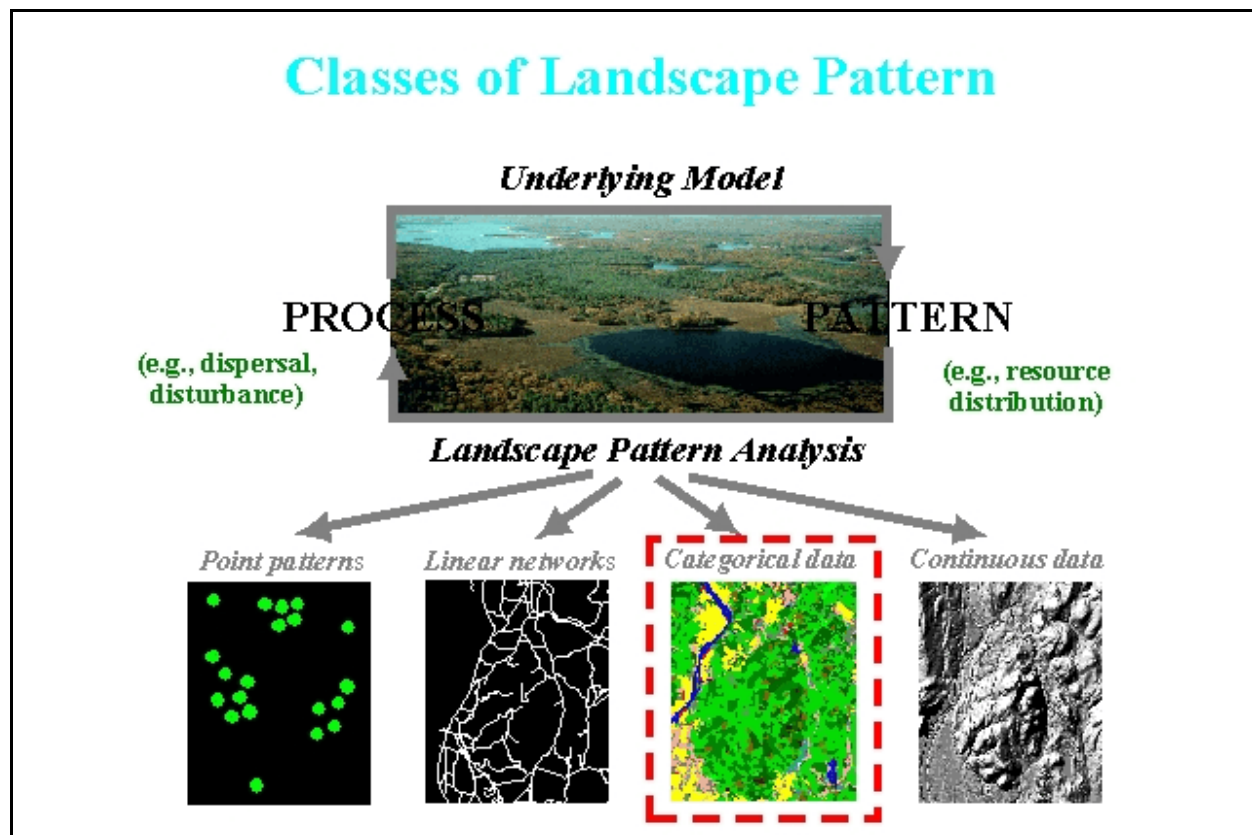 Classes of Landscape Pattern
Underlying Model
PROCESS
PATTERN
(e.g., dispersal,
disturbance)
(e.g., resource
distribution)
Landscape Pattern Analysis
Point patterns
Linear networks
Categorical data
Continuous data